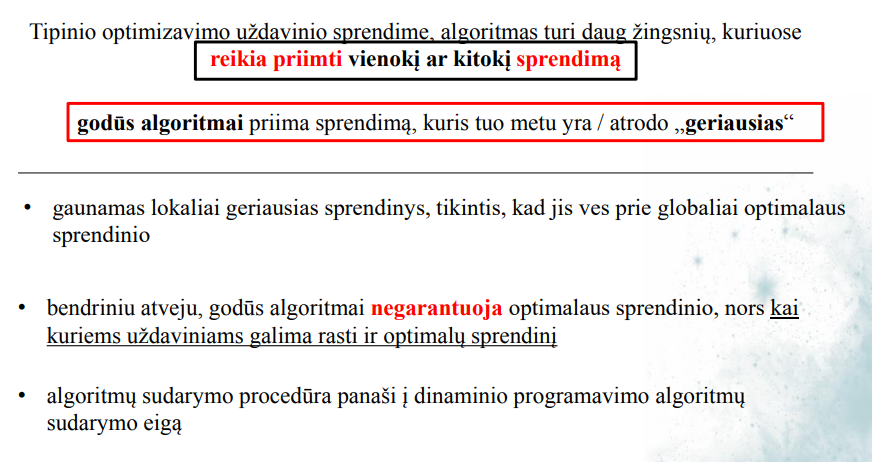 Tipinio optimizavimo uždavinio sprendime, algoritmas turi daug žingsnių, kuriuose
reikia priimti vienokį ar kitokį sprendimą
godūs algoritmai priima sprendimą, kuris tuo metu yra / atrodo „geriausias“
• gaunamas lokaliai geriausias sprendinys, tikintis, kad jis ves prie globaliai optimalaus
sprendinio
• bendriniu atveju, godūs algoritmai negarantuoja optimalaus sprendinio, nors kai
kuriems uždaviniams galima rasti ir optimalų sprendinį
• algoritmų sudarymo procedūra panaši į dinaminio programavimo algoritmų
sudarymo eigą